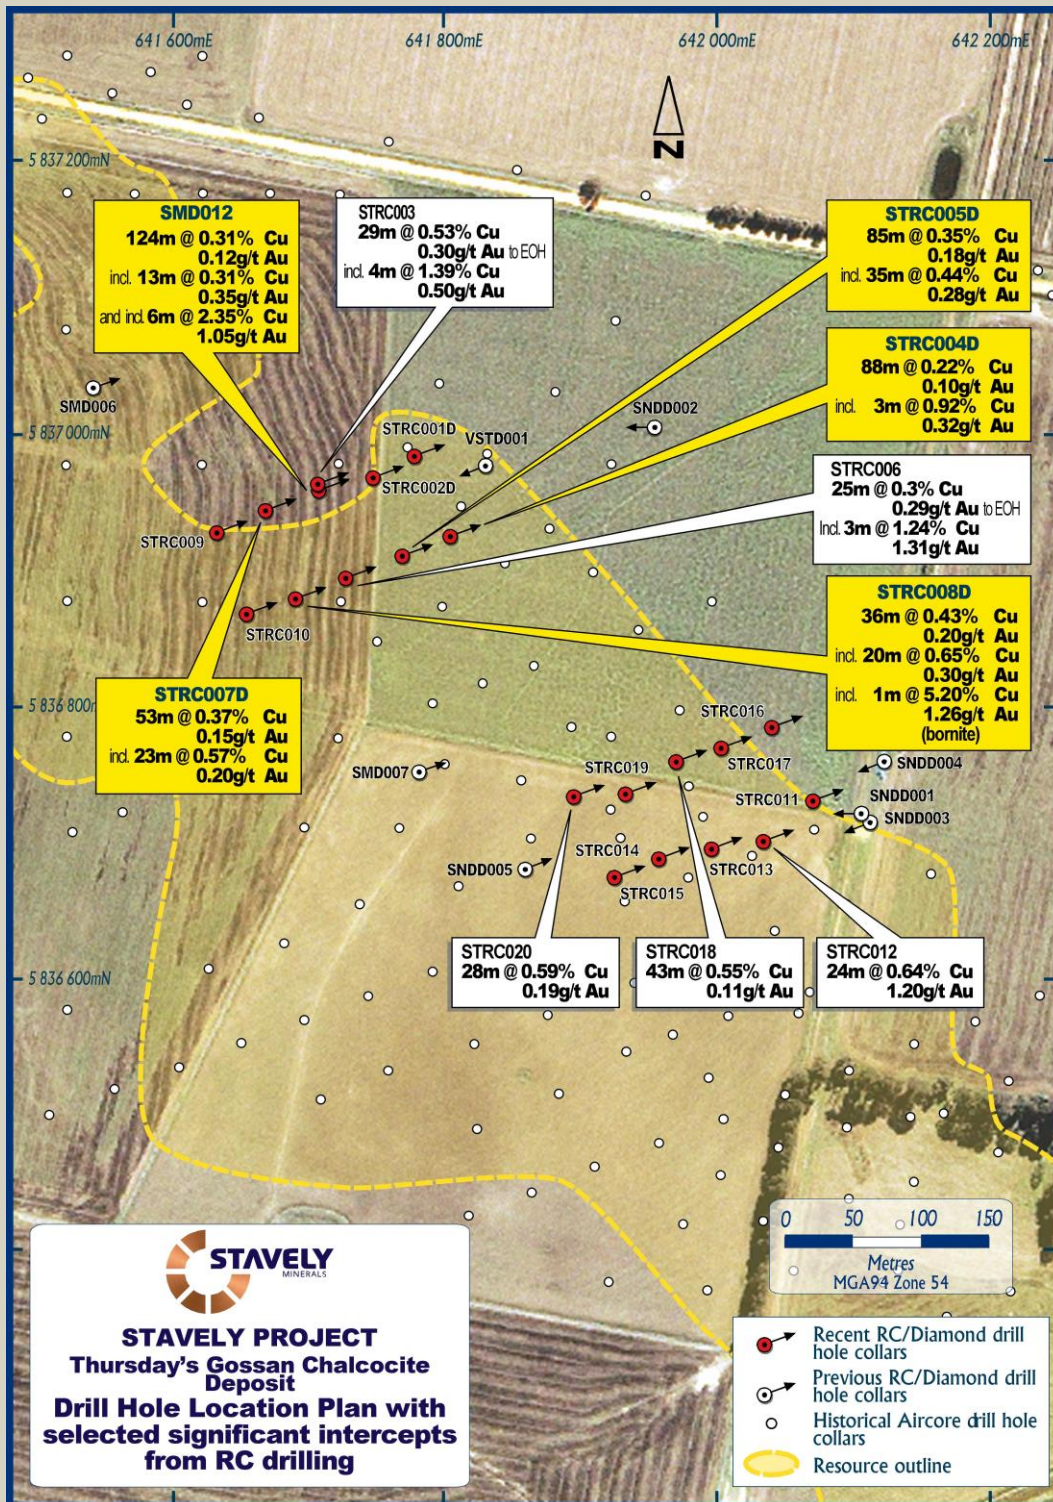 641 600mE
641 800mE
642 000mE
642 200mE
N
5 837 200mN
SMD012
124m @ 0.31% Cu
0.12g/t Au
incl. 13m @ 0.31% Cu
0.35g/t Au
and incl. 6m @ 2.35% Cu
1.05g/t Au
STRC003
29m @ 0.53% Cu
0.30g/t Au to EOH
incl. 4m @ 1.39% Cu
0.50g/t Au
STRC005D
85m @ 0.35% Cu
0.18g/t Au
incl. 35m @ 0.44% Cu
0.28g/t Au
STRC004D
88m @ 0.22% Cu
0.10g/t Au
incl. 3m @ 0.92% Cu
0.32g/t Au
SMD006
SNDD002
5 837 000mN
STRC001D
VSTD001
STRC002D
STRC006
25m @ 0.3% Cu
0.29g/t Au to EOH
Incl. 3m @ 1.24% Cu
1.31g/t Au
STRC009
STRC010
STRC008D
36m @ 0.43% Cu
0.20g/t Au
incl. 20m @ 0.65% Cu
0.30g/t Au
incl. 1m @ 5.20% Cu
1.26g/t Au
(bornite)
STRC007D
53m @ 0.37% Cu
0.15g/t Au
incl. 23m @ 0.57% Cu
0.20g/t Au
5 836 800mN
STRC016
STRC017
SMD007
STRC019
SNDD004
STRC011
SNDD001
SNDD003
STRC014
STRC013
SNDD005
STRC015
STRC020
28m @ 0.59% Cu
0.19g/t Au
STRC018
43m @ 0.55% Cu
0.11g/t Au
STRC012
24m @ 0.64% Cu
1.20g/t Au
5 836 600mN
0 50 100 150
Metres
MGA94 Zone 54
STAVELY
MINERALS
STAVELY PROJECT
Thursday's Gossan Chalcocite
Deposit
Drill Hole Location Plan with
selected significant intercepts
from RC drilling
Recent RC/Diamond drill
hole collars
Previous RC/Diamond drill
hole collars
Historical Aircore drill hole
collars
Resource outline